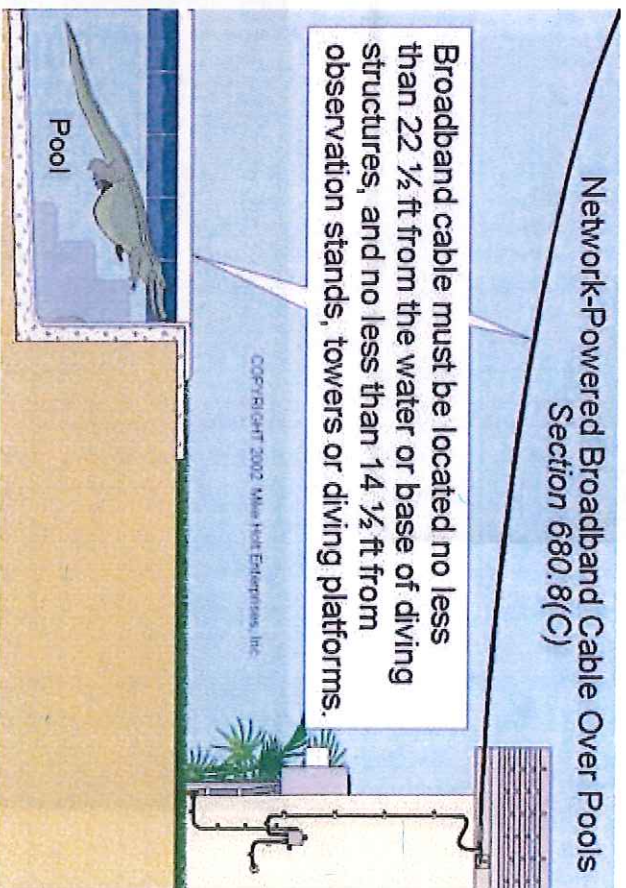 Network-Powered Broadband Cable Over Pools
Section 680.8(C)
Broadband cable must be located no less
than 22 ½ ft from the water or base of diving
structures, and no less than 14 ½ ft from
observation stands, towers or diving platforms.
COPYRIGHT 2002 Mike Holt Enterprises, Inc
Pool